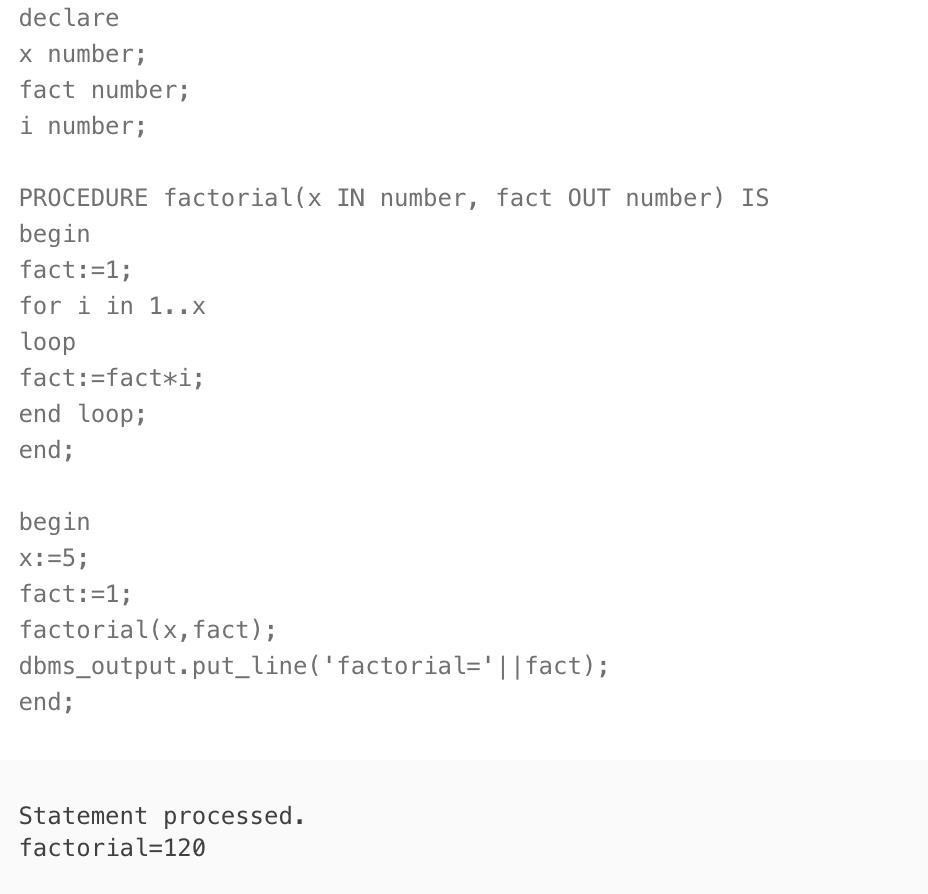 declare
x number;
fact number;
i number;
PROCEDURE factorial(x IN number, fact OUT number) IS
begin
fact:=1;
for i in 1..x
loop
fact:=fact*i;
end loop;
end;
begin
x:=5;
fact:=1;
factorial(x,fact);
dbms_output.put_line('factorial='||fact);
end;
Statement processed.
factorial=120